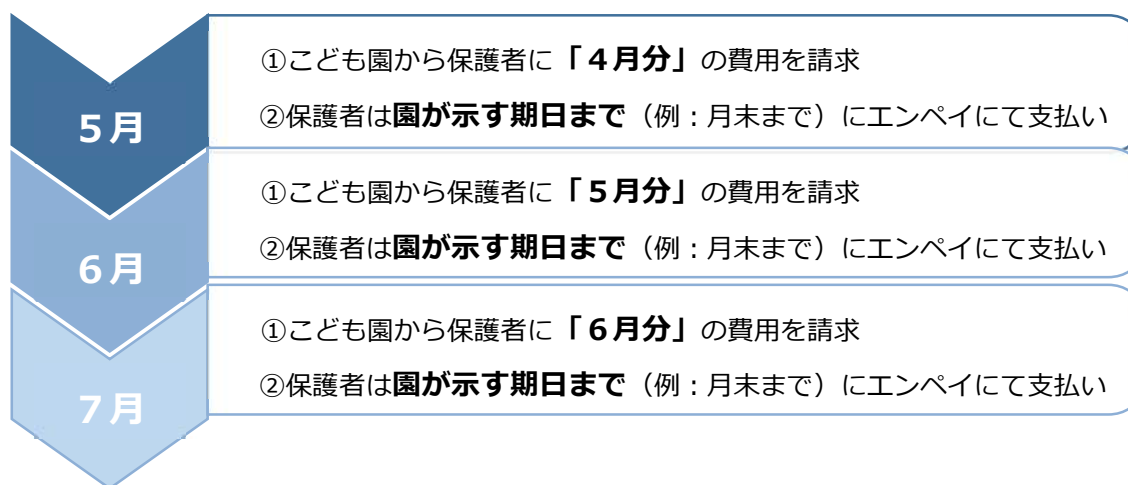 5月
①こども園から保護者に「４月分」の費用を請求
②保護者は園が示す期日まで（例：月末まで）にエンペイにて支払い
6月
①こども園から保護者に「５月分」の費用を請求
②保護者は園が示す期日まで（例：月末まで）にエンペイにて支払い
7月
①こども園から保護者に「６月分」の費用を請求
②保護者は園が示す期日まで（例：月末まで）にエンペイにて支払い